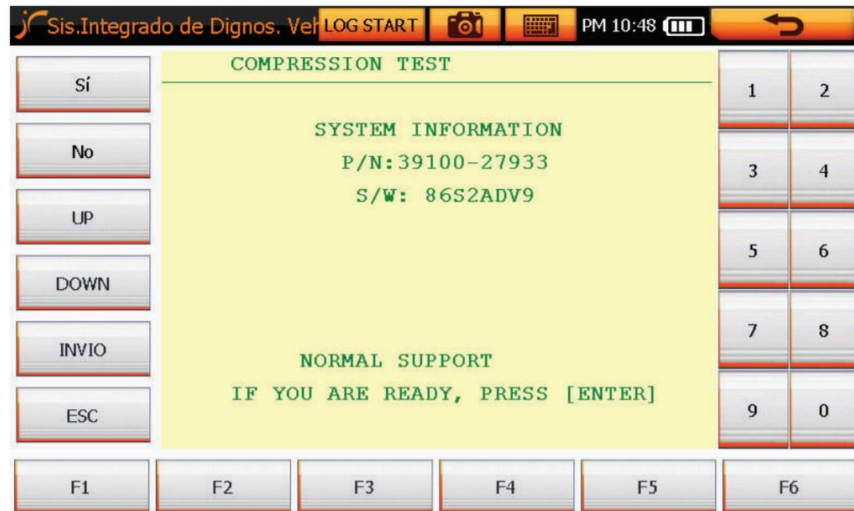 Sis.Integrado de Dignos. Veh LOG START PM 10:48
COMPRESSION TEST
SYSTEM INFORMATION
P/N:39100-27933
S/W: 86S2ADV9
NORMAL SUPPORT
IF YOU ARE READY, PRESS [ENTER]
Sí
No
UP
DOWN
INVIO
ESC
1 2
3 4
5 6
7 8
9 0
F1 F2 F3 F4 F5 F6